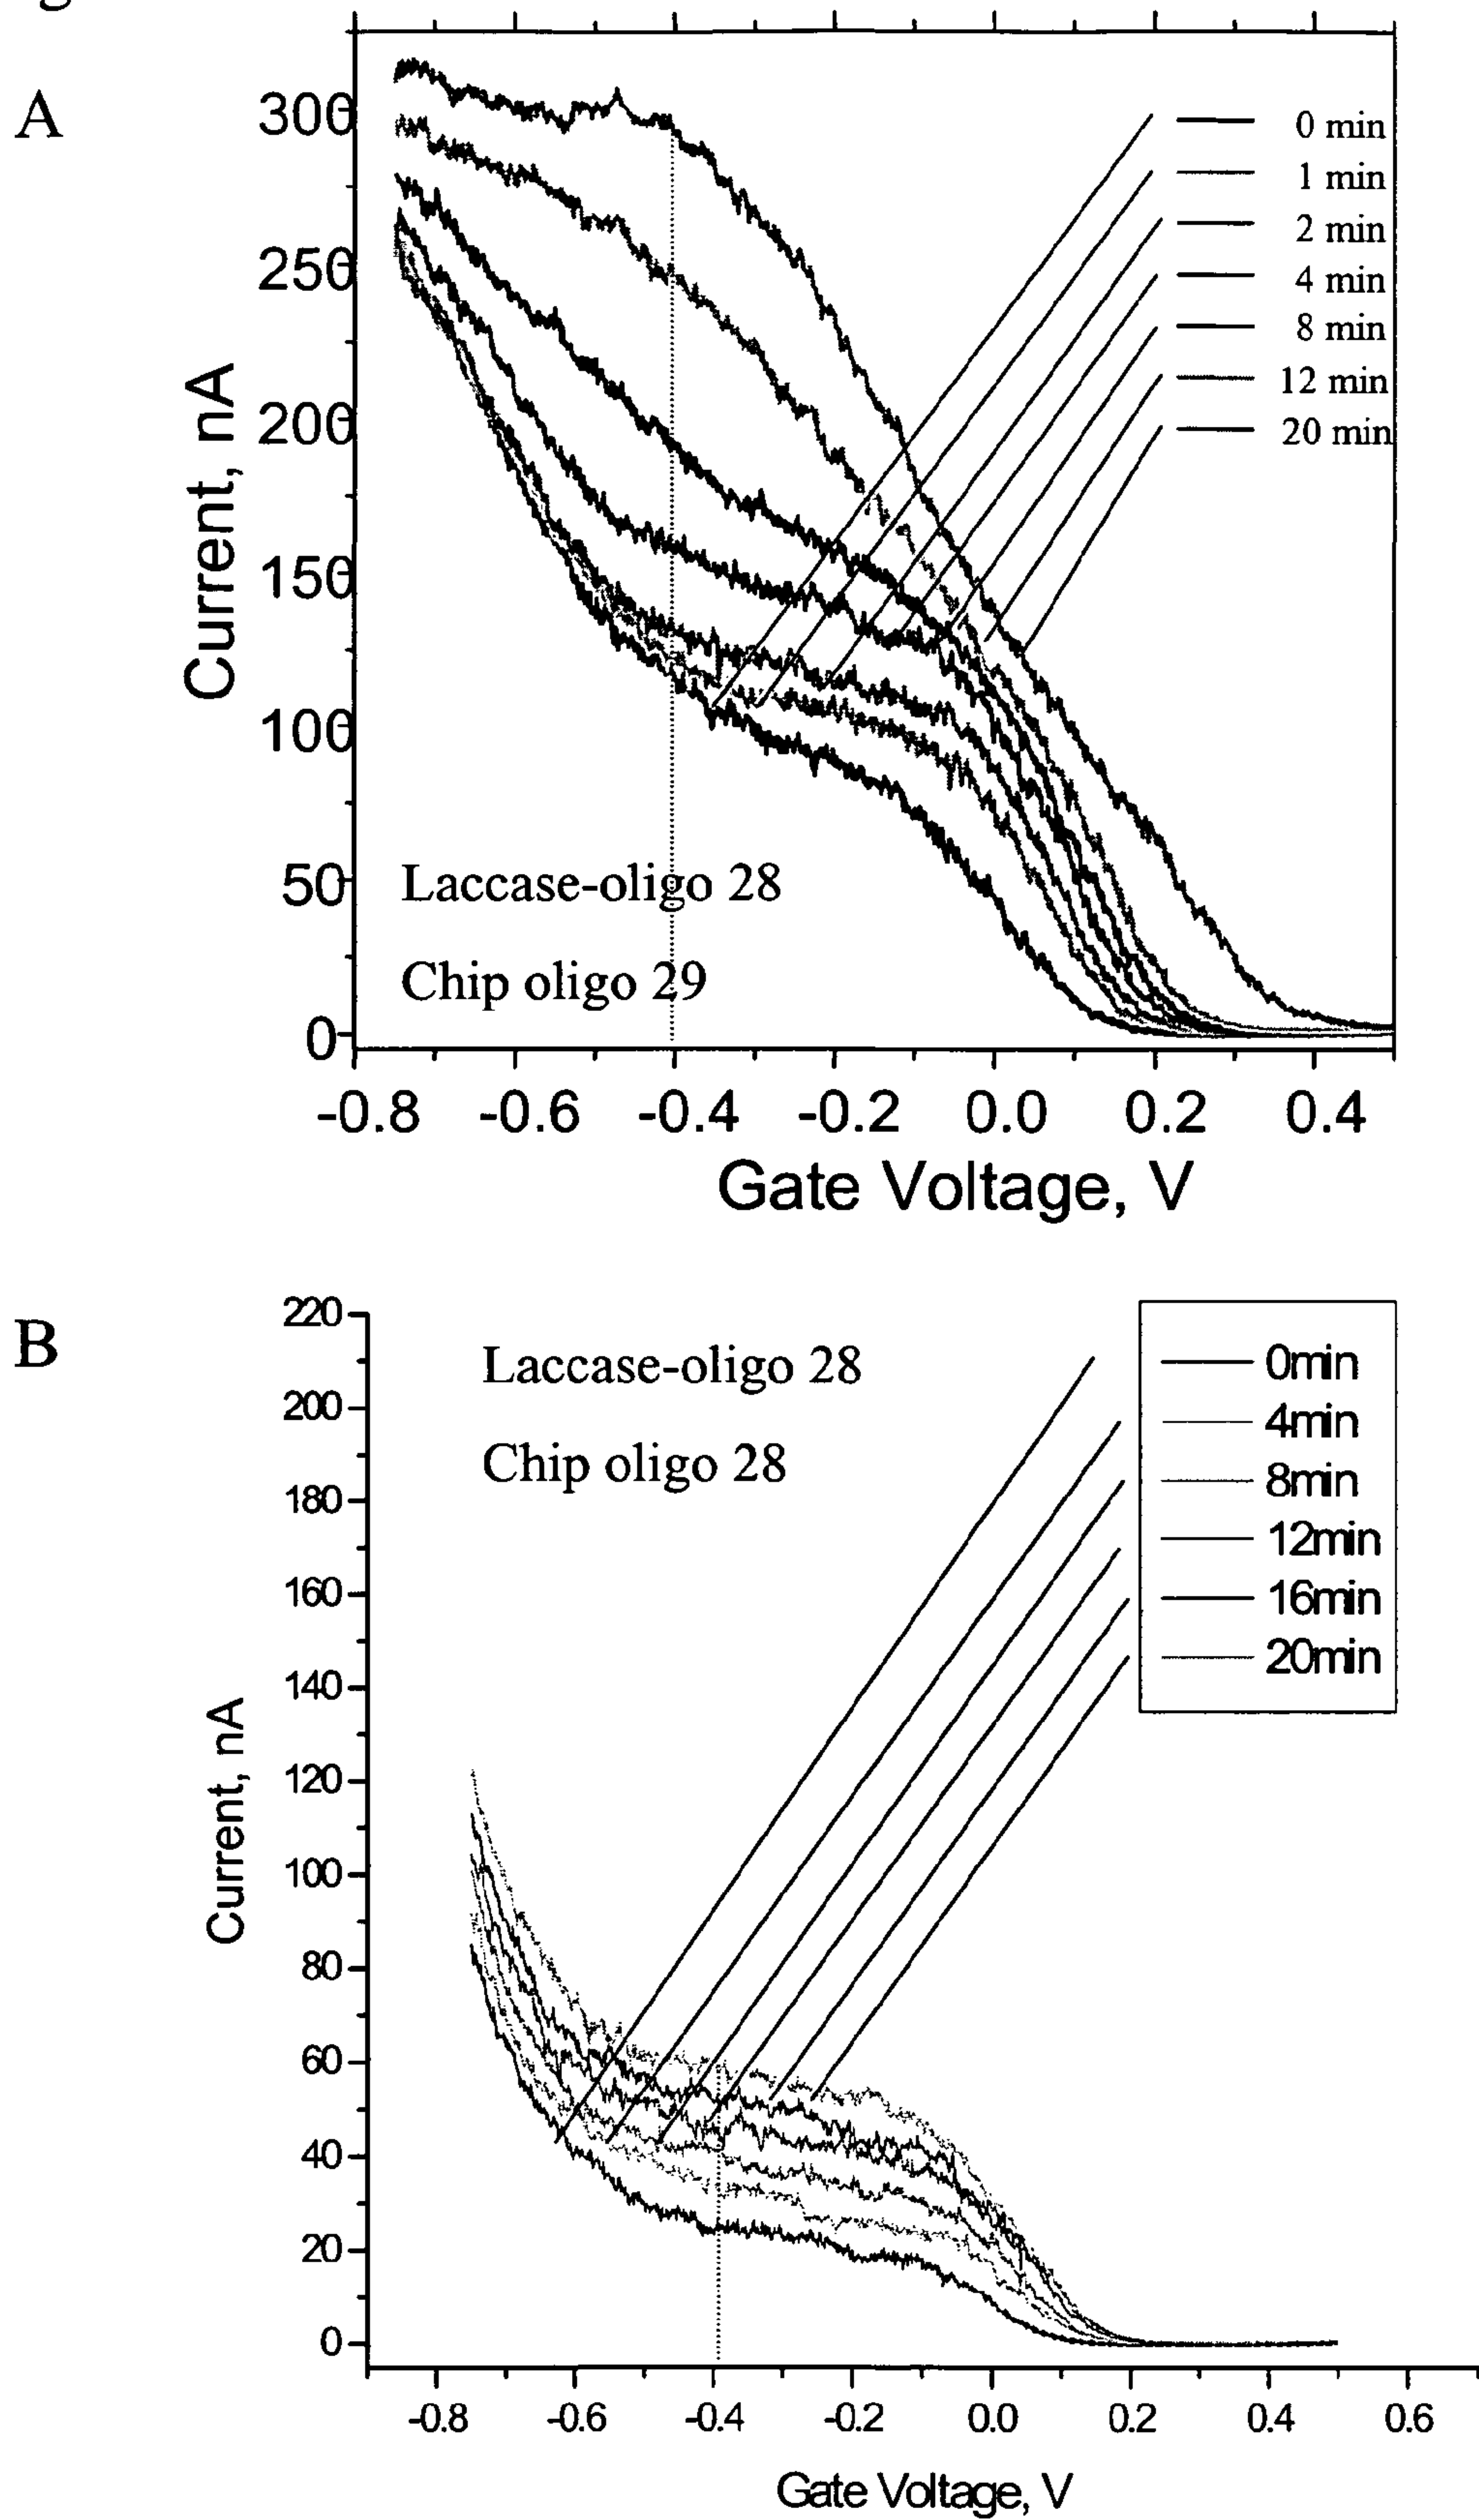 A
300
250
200
150
100
50
0
Current, nA
0 min
1 min
2 min
4 min
8 min
12 min
20 min
Laccase-oligo 28
Chip oligo 29
-0.8 -0.6 -0.4 -0.2 0.0 0.2 0.4
Gate Voltage, V
B
220
200
180
160
140
120
100
80
60
40
20
0
Current, nA
Laccase-oligo 28
Chip oligo 28
0min
4min
8min
12min
16min
20min
-0.8 -0.6 -0.4 -0.2 0.0 0.2 0.4 0.6
Gate Voltage, V